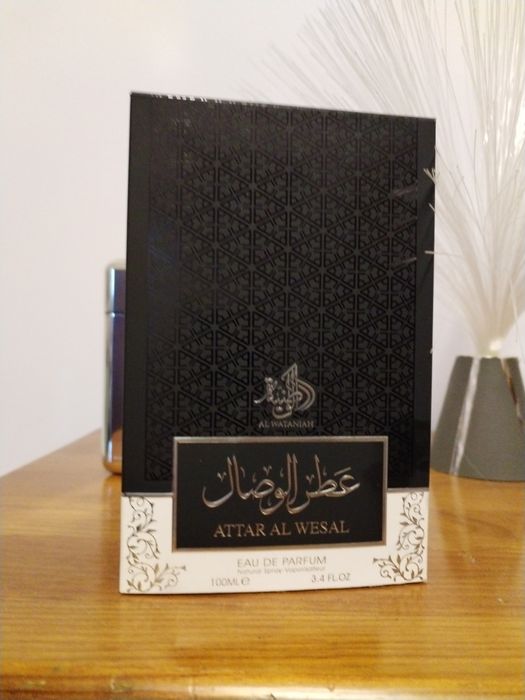 الوطنية
AL WATANIAH
عطر الوصال
ATTAR AL WESAL
EAU DE PARFUM
Natural Spray Vaporisateur
100ML e 3.4 FL.OZ